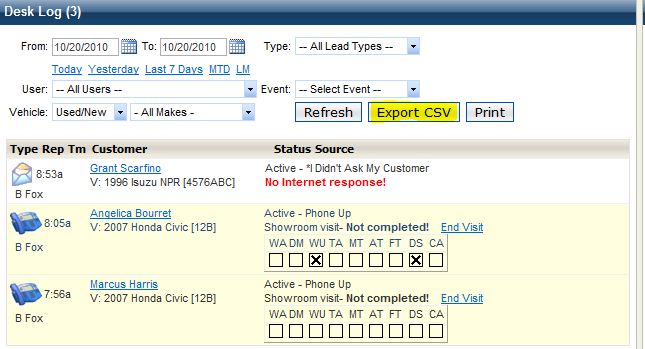 Desk Log (3)
From: 10/20/2010 To: 10/20/2010 Type: -- All Lead Types --
Today Yesterday Last 7 Days MTD LM
User: -- All Users -- Event: -- Select Event --
Vehicle: Used/New - All Makes - Refresh Export CSV Print
Type Rep Tm Customer Status Source
8:53a Grant Scarfino Active - *I Didn't Ask My Customer
V: 1996 Isuzu NPR [4576ABC] No Internet response!
B Fox
8:05a Angelica Bourret Active - Phone Up
V: 2007 Honda Civic [12B] Showroom visit- Not completed! End Visit
B Fox WA DM WU TA MT AT FT DS CA
7:56a Marcus Harris Active - Phone Up
V: 2007 Honda Civic [12B] Showroom visit- Not completed! End Visit
B Fox WA DM WU TA MT AT FT DS CA